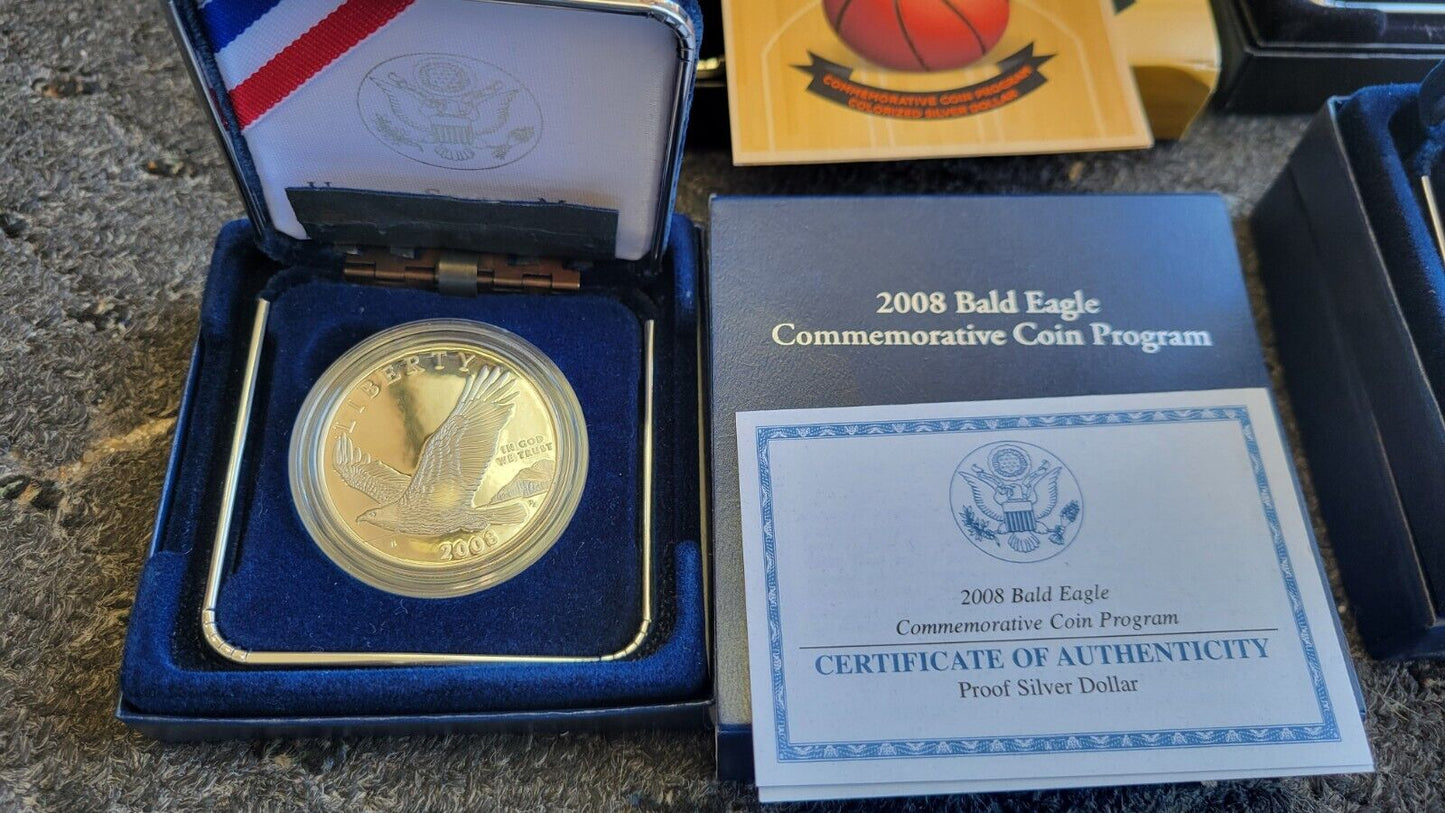 COMMEMORATIVE COIN PROGRAM
COLORIZED SILVER DOLLAR
LIBERTY
IN GOD
WE TRUST
2008
2008 Bald Eagle
Commemorative Coin Program
2008 Bald Eagle
Commemorative Coin Program
CERTIFICATE OF AUTHENTICITY
Proof Silver Dollar